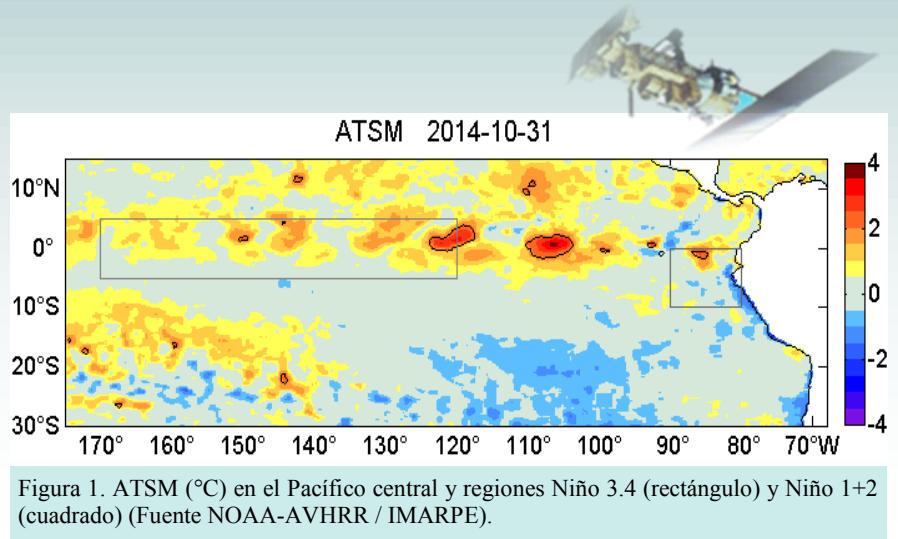 ATSM 2014-10-31
10°N
0°
10°S
20°S
30°S
170° 160° 150° 140° 130° 120° 110° 100° 90° 80° 70°W
4
2
0
-2
-4
Figura 1. ATSM (°C) en el Pacífico central y regiones Niño 3.4 (rectángulo) y Niño 1+2
(cuadrado) (Fuente NOAA-AVHRR / IMARPE).